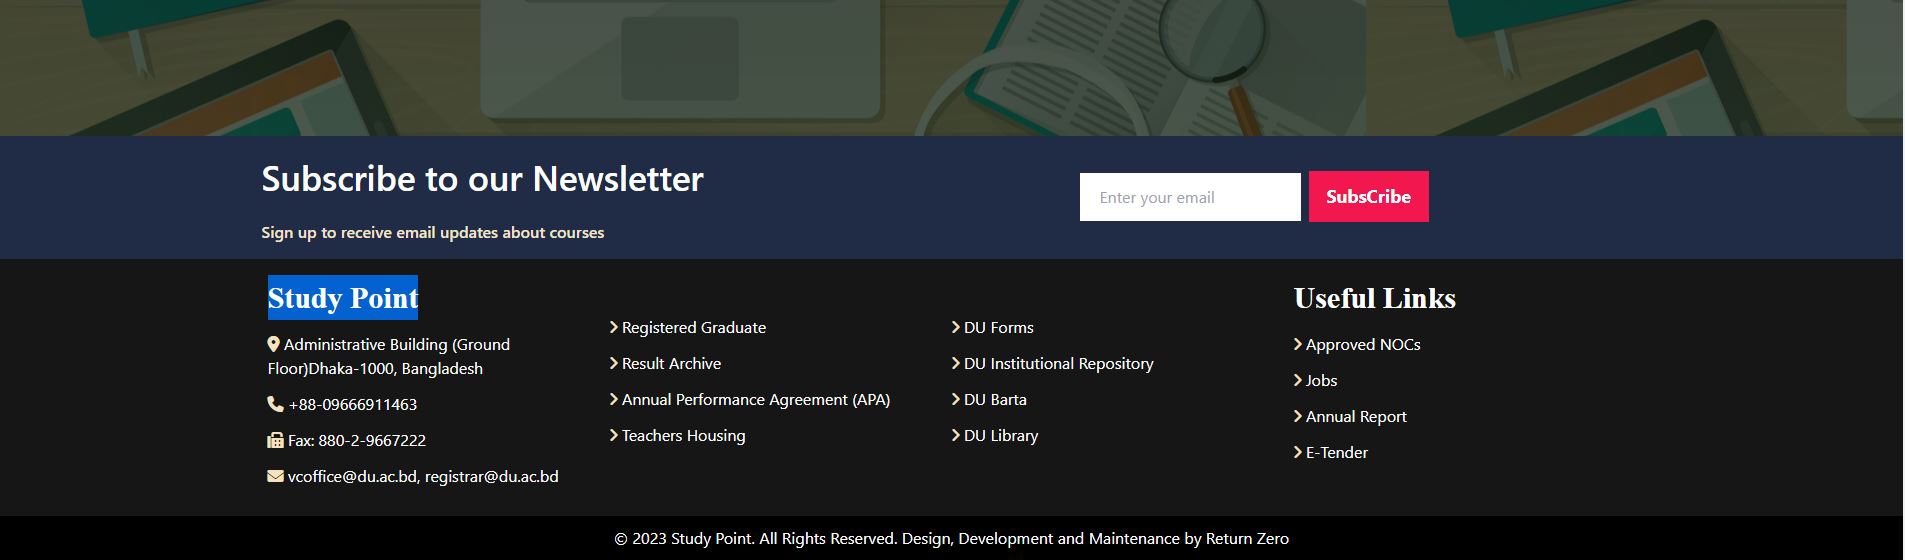 Subscribe to our Newsletter
Sign up to receive email updates about courses
Enter your email
SubsCribe
Study Point
Administrative Building (Ground
Floor)Dhaka-1000, Bangladesh
+88-09666911463
Fax: 880-2-9667222
vcoffice@du.ac.bd, registrar@du.ac.bd
Registered Graduate
Result Archive
Annual Performance Agreement (APA)
Teachers Housing
DU Forms
DU Institutional Repository
DU Barta
DU Library
Useful Links
Approved NOCs
Jobs
Annual Report
E-Tender
© 2023 Study Point. All Rights Reserved. Design, Development and Maintenance by Return Zero